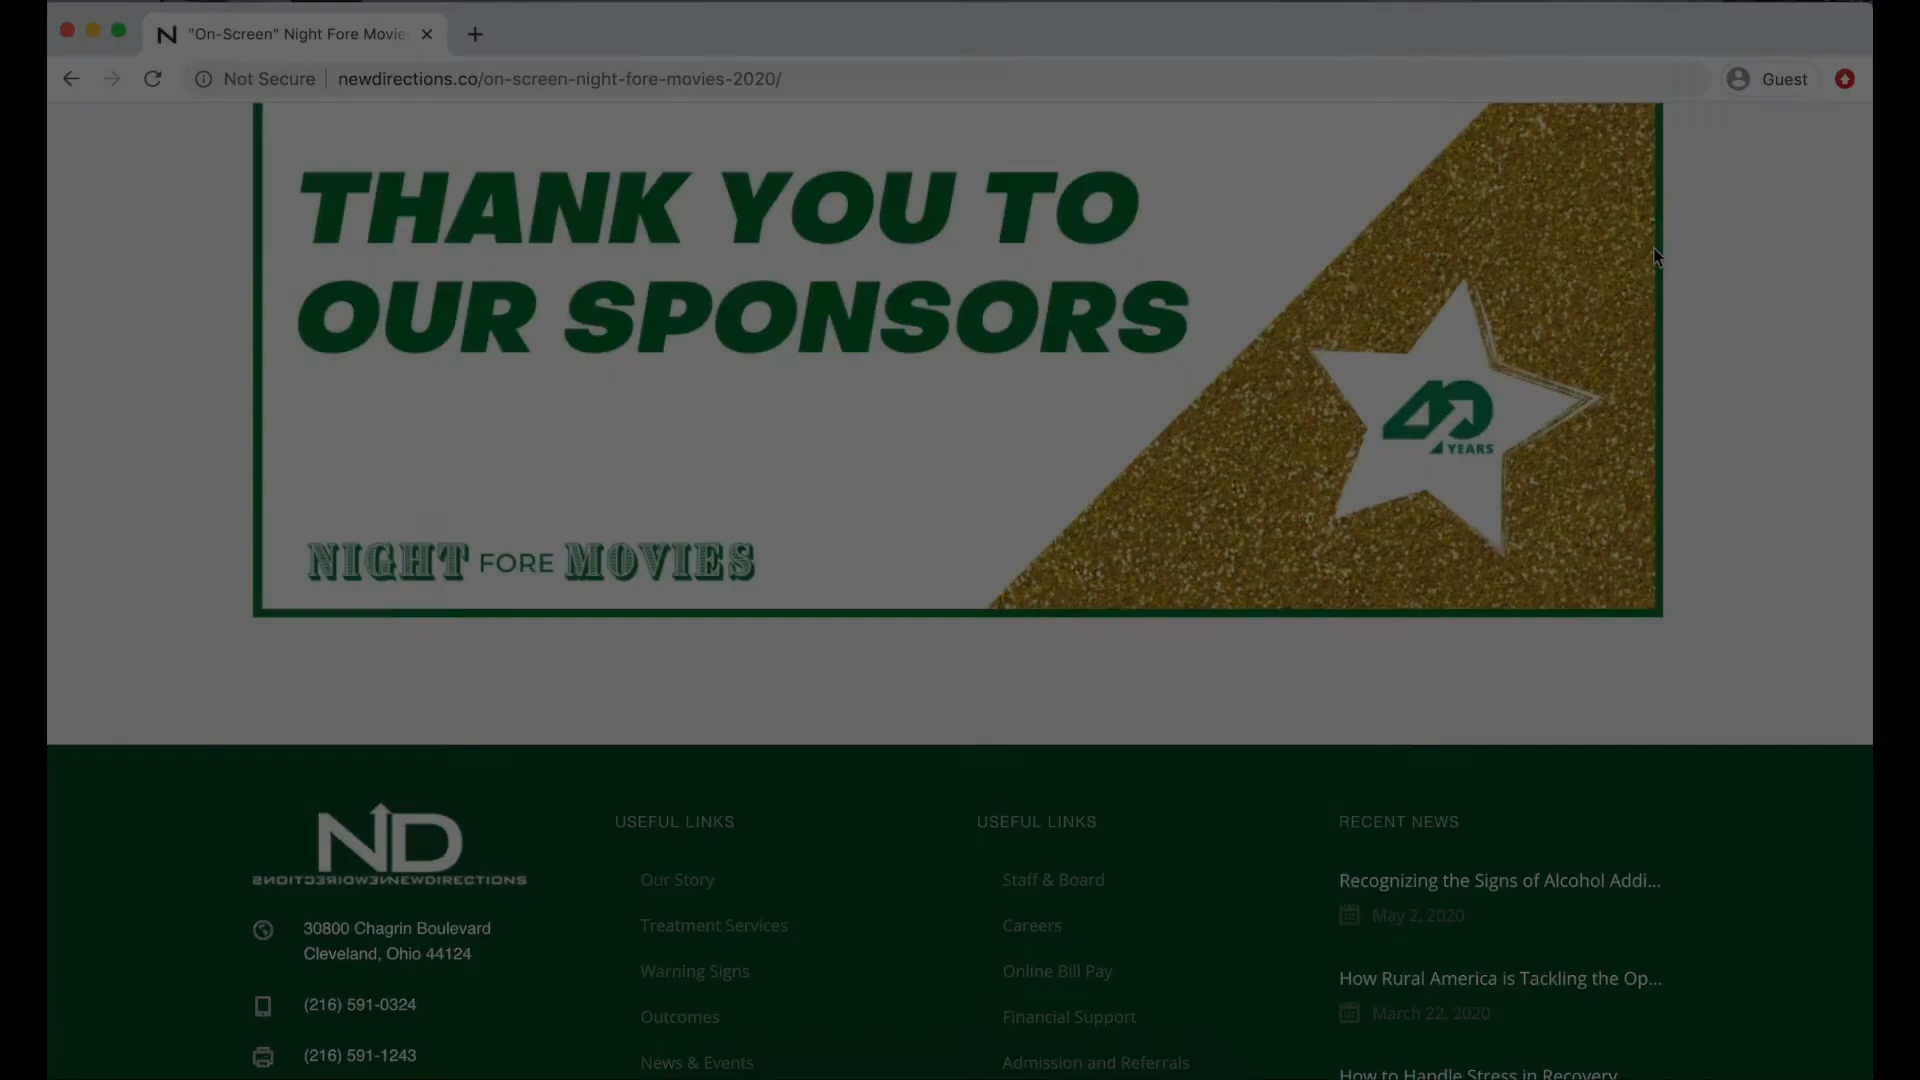 "On-Screen" Night Fore Movie
Not Secure
newdirections.co/on-screen-night-fore-movies-2020/
Guest
THANK YOU TO
OUR SPONSORS
40
YEARS
NIGHT FORE MOVIES
ND
NEWDIRECTIONS
30800 Chagrin Boulevard
Cleveland, Ohio 44124
(216) 591-0324
(216) 591-1243
USEFUL LINKS
Our Story
Treatment Services
Warning Signs
Outcomes
News & Events
USEFUL LINKS
Staff & Board
Careers
Online Bill Pay
Financial Support
Admission and Referrals
RECENT NEWS
Recognizing the Signs of Alcohol Addi...
May 2, 2020
How Rural America is Tackling the Op...
March 22, 2020
How to Handle Stress in Recovery